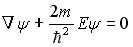 ∇ψ + 2m/ħ² Eψ = 0